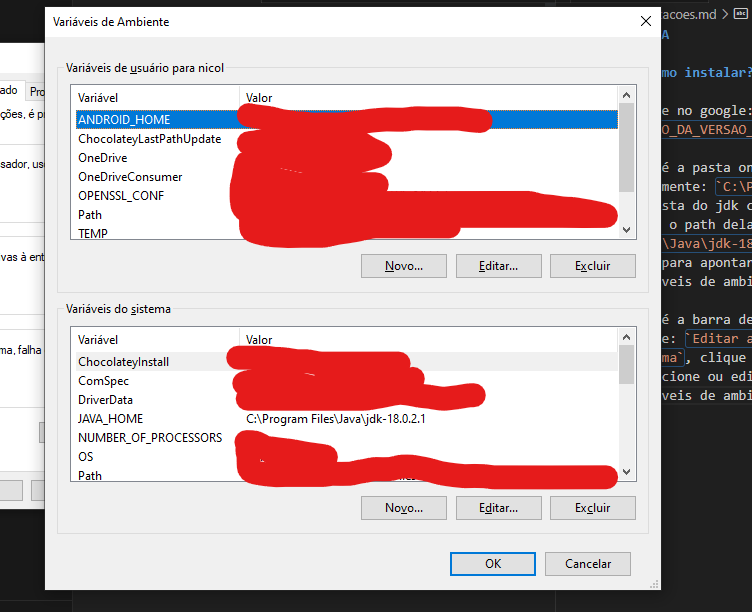 Variáveis de Ambiente
Variáveis de usuário para nicol
Variável Valor
ANDROID_HOME
ChocolateyLastPathUpdate
OneDrive
OneDriveConsumer
OPENSSL_CONF
Path
TEMP
Novo... Editar... Excluir
Variáveis do sistema
Variável Valor
ChocolateyInstall
ComSpec
DriverData
JAVA_HOME C:\Program Files\Java\jdk-18.0.2.1
NUMBER_OF_PROCESSORS
OS
Path
Novo... Editar... Excluir
OK Cancelar
ado Pro
ções, é p
sador, us
vas à ent
ma, falha
acoes.md >
A
mo instalar?
e no google:
O_DA_VERSAO_
é a pasta on
mente: `C:\P
sta do jdk c
o path dela
\Java\jdk-18
para apontar
veis de ambi
é a barra de
e: `Editar a
ma`, clique
cione ou edi
veis de ambi